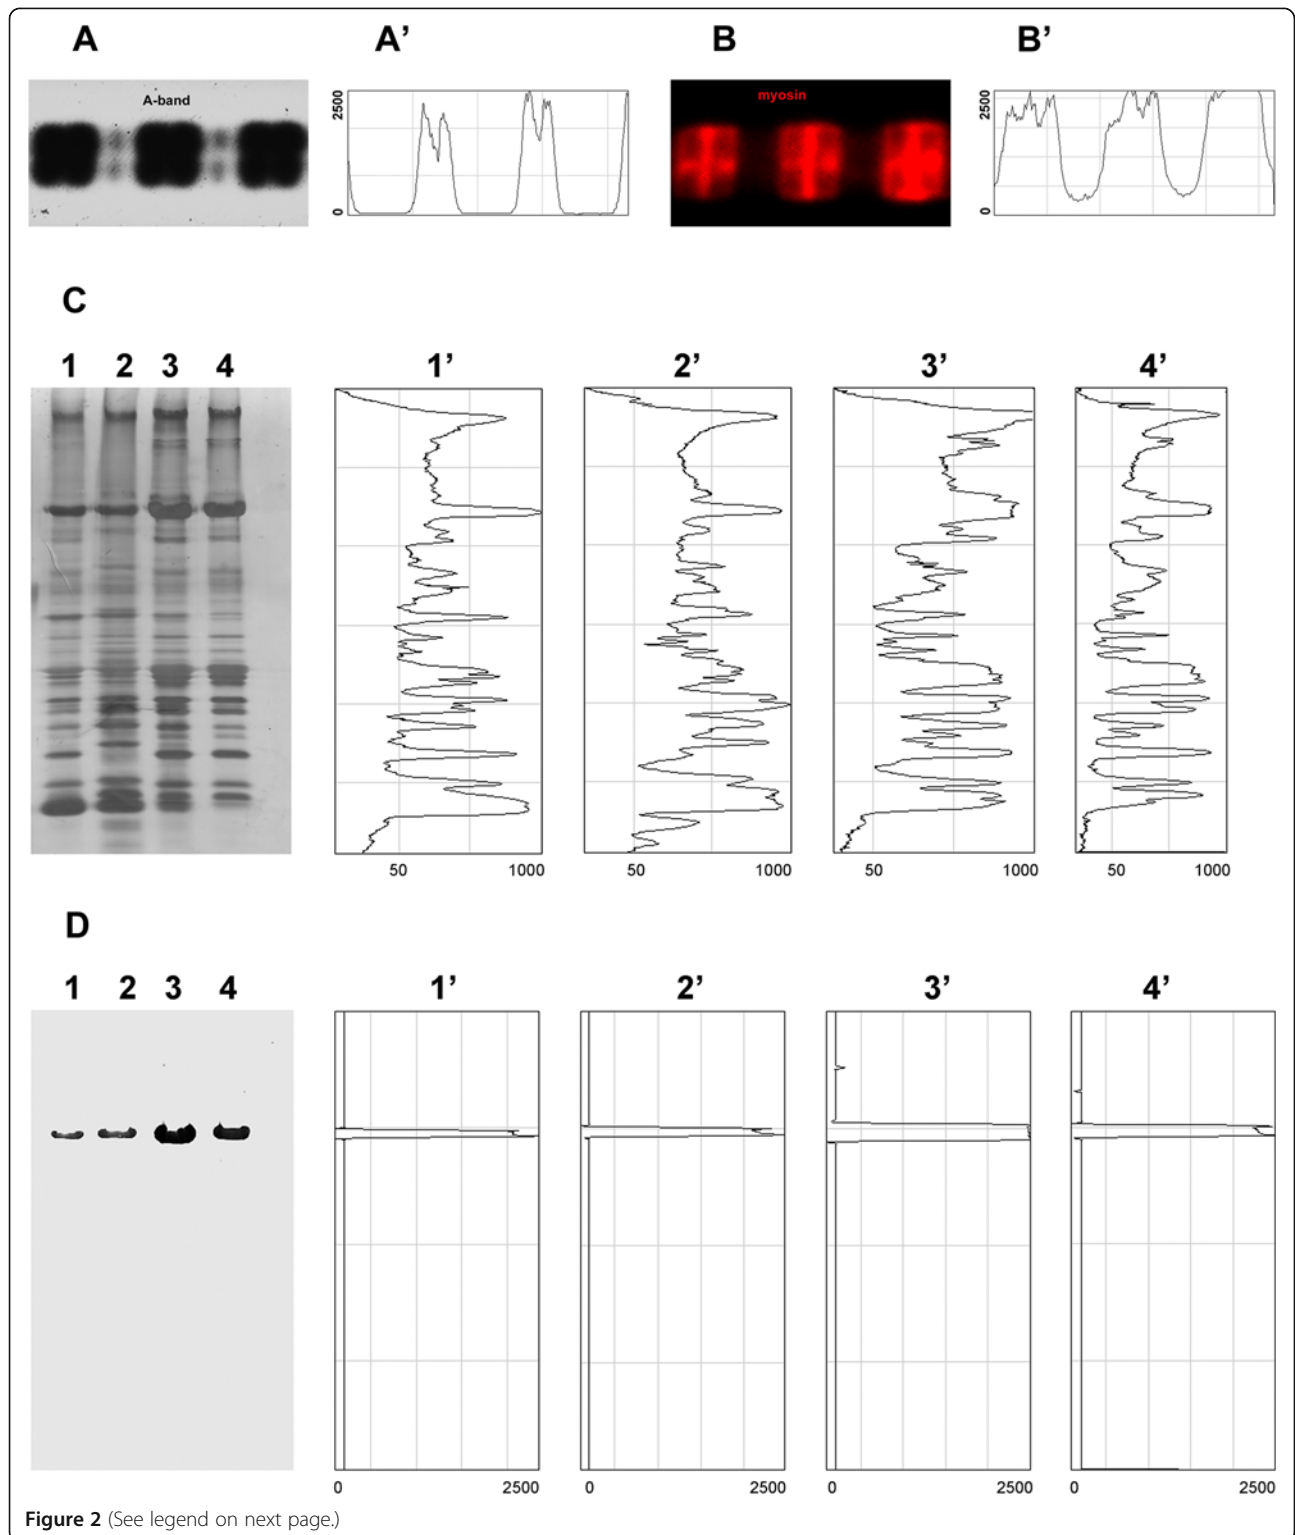 A A' B B'
A-band
myosin
2500
0
2500
0
C
1 2 3 4 1' 2' 3' 4'
50 1000 50 1000 50 1000 50 1000
D
1 2 3 4 1' 2' 3' 4'
0 2500 0 2500 0 2500 0 2500
Figure 2 (See legend on next page.)